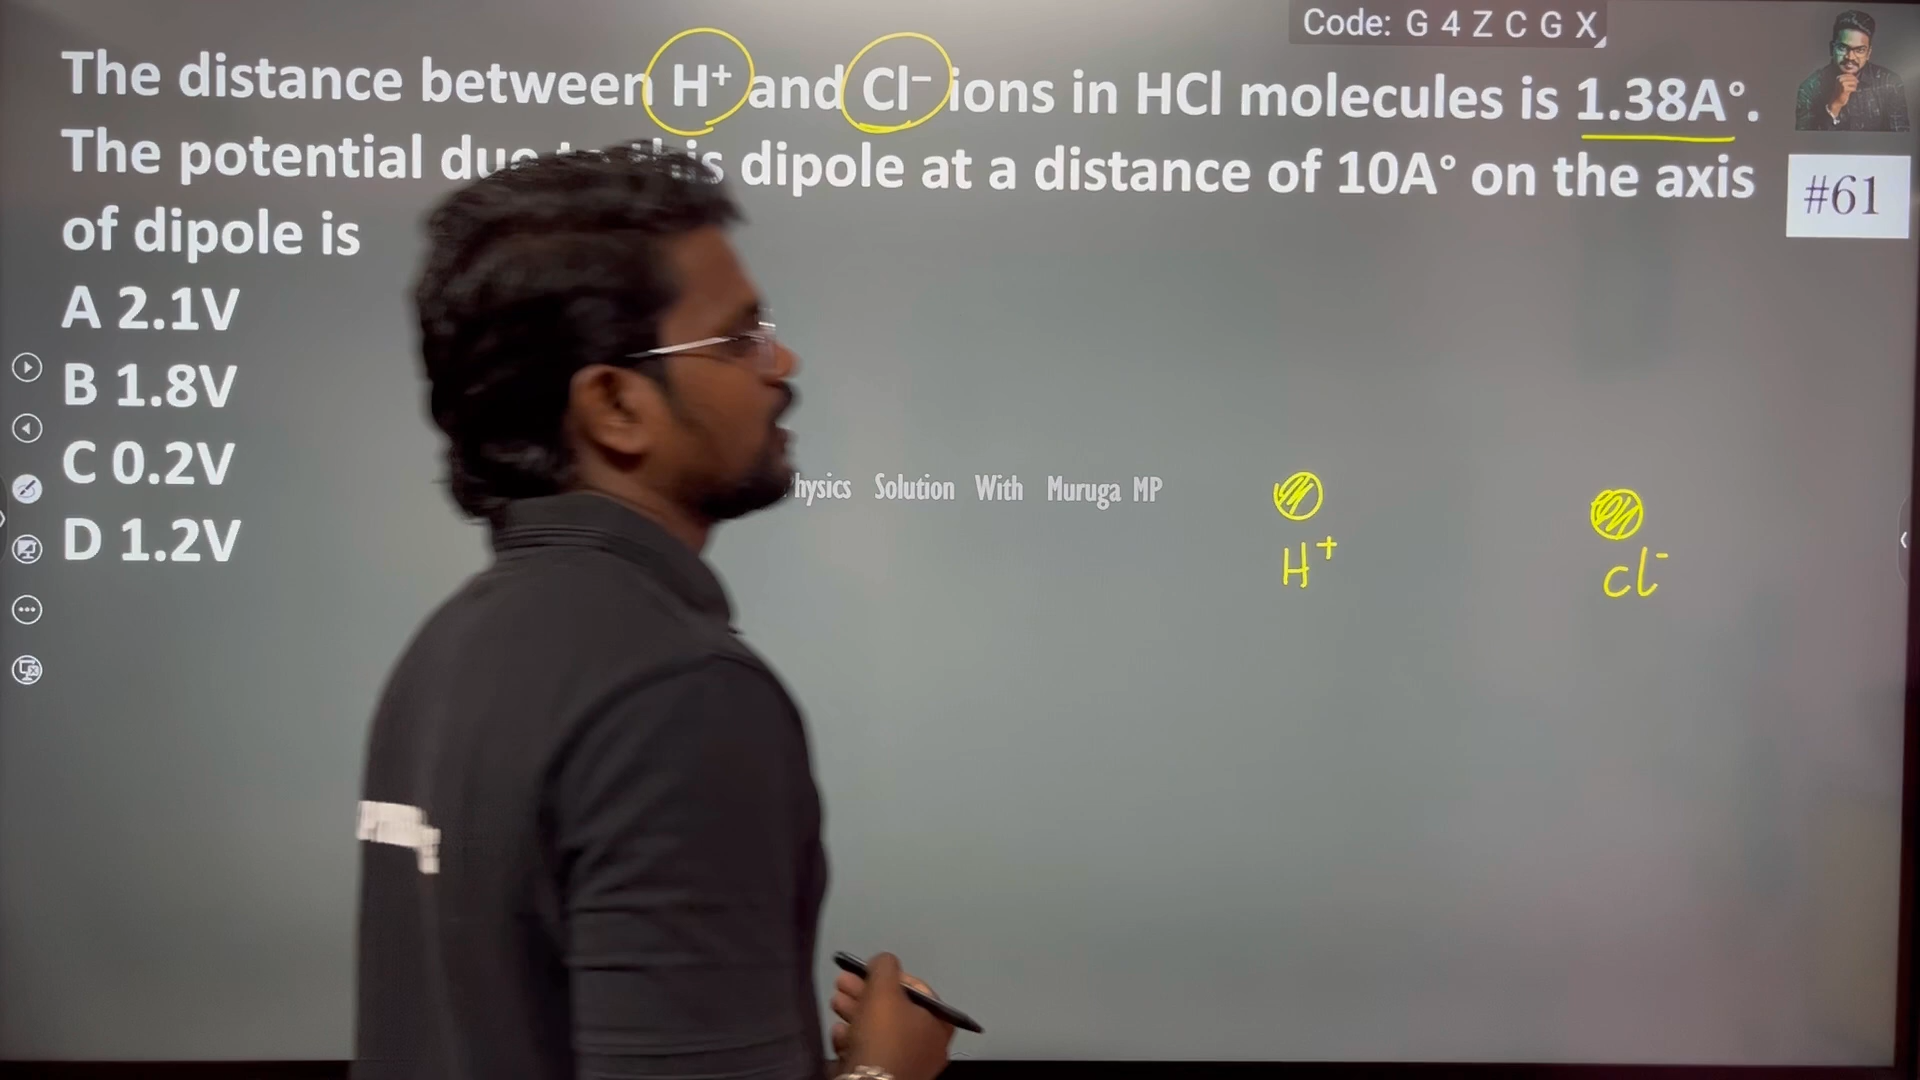 Code: G 4 Z C G X
The distance between H⁺ and Cl⁻ ions in HCl molecules is 1.38A°.
The potential due this dipole at a distance of 10A° on the axis
#61
of dipole is
A 2.1V
B 1.8V
C 0.2V
D 1.2V
hysics Solution With Muruga MP
H⁺ Cl⁻